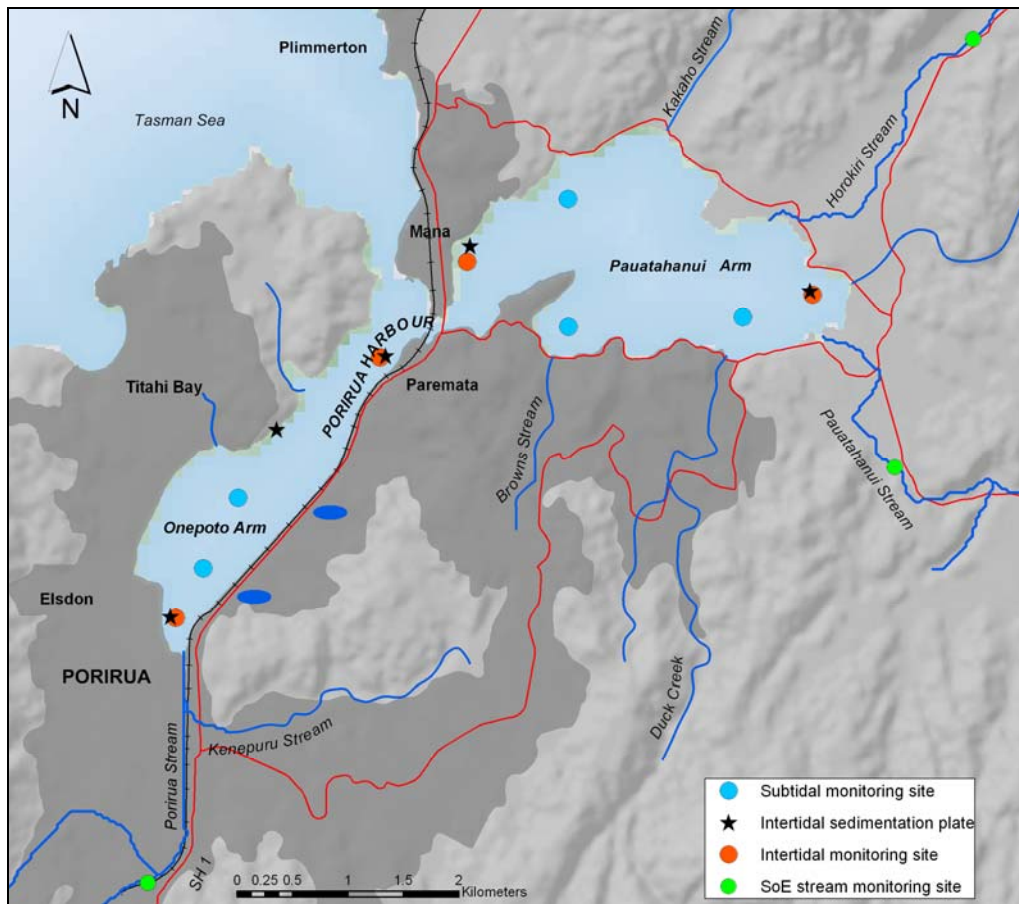 Plimmerton
N
Tasman Sea
Kakaho Stream
Horokiri Stream
Mana
Pauatahanui Arm
PORIRUA HARBOUR
Titahi Bay
Paremata
Browns Stream
Pauatahanui Stream
Onepoto Arm
Elsdon
PORIRUA
Duck Creek
Kenepuru Stream
Porirua Stream
SH 1
0 0.25 0.5 1 1.5 2
Kilometers
Subtidal monitoring site
Intertidal sedimentation plate
Intertidal monitoring site
SoE stream monitoring site